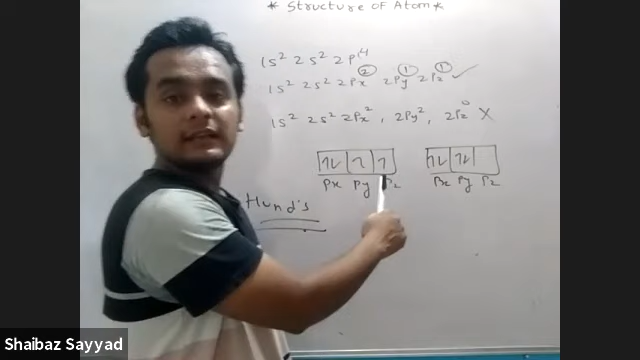 * Structure of Atom *
1s² 2s² 2p⁴
1s² 2s² 2Px² 2Py¹ 2Pz¹ ✓
1s² 2s² 2Px², 2Py², 2Pz⁰ X
↑↓ ↑ ↑ ↑↓ ↑↓
Px Py Pz Px Py Pz
Hund's
Shaibaz Sayyad